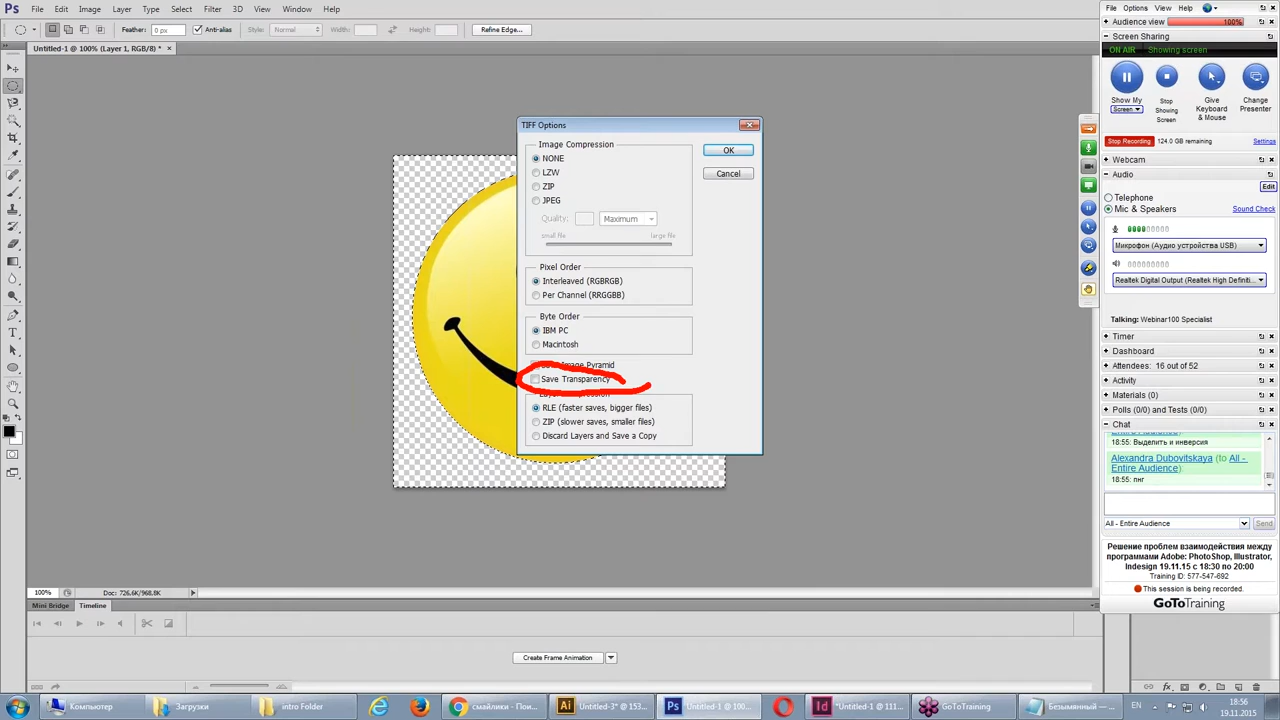 Ps File Edit Image Layer Type Select Filter 3D View Window Help
Feather: 0 px Anti-alias Style: Normal Width: Height: Refine Edge...
Untitled-1 @ 100% (Layer 1, RGB/8) * ×
TIFF Options
Image Compression
NONE
LZW
ZIP
JPEG
Quality: Maximum
small file large file
OK
Cancel
Pixel Order
Interleaved (RGBRGB)
Per Channel (RRGGBB)
Byte Order
IBM PC
Macintosh
Image Pyramid
Save Transparency
RLE (faster saves, bigger files)
ZIP (slower saves, smaller files)
Discard Layers and Save a Copy
100% Doc: 726.6K/968.8K
Mini Bridge Timeline
Create Frame Animation
File Options View Help
Audience view 100%
Screen Sharing
ON AIR Showing screen
Show My Screen
Stop Showing Screen
Give Keyboard & Mouse
Change Presenter
Stop Recording 124.0 GB remaining Settings
Webcam
Audio
Edit
Telephone
Mic & Speakers Sound Check
Микрофон (Аудио устройства USB)
Realtek Digital Output (Realtek High Definiti...
Talking: Webinar100 Specialist
Timer
Dashboard
Attendees: 16 out of 52
Activity
Materials (0)
Polls (0/0) and Tests (0/0)
Chat
18:55: Выделить и инверсия
Alexandra Dubovitskaya (to All - Entire Audience):
18:55: пнг
All - Entire Audience Send
Решение проблем взаимодействия между
программами Adobe: PhotoShop, Illustrator,
Indesign 19.11.15 с 18:30 по 20:00
Training ID: 577-547-692
This session is being recorded.
GoToTraining
Компьютер Загрузки intro Folder смайлики - Пои... Ai Untitled-3* @ 153... Ps Untitled-1 @ 100... Id *Untitled-1 @ 111... GoToTraining Безымянный —... EN 18:56
19.11.2015